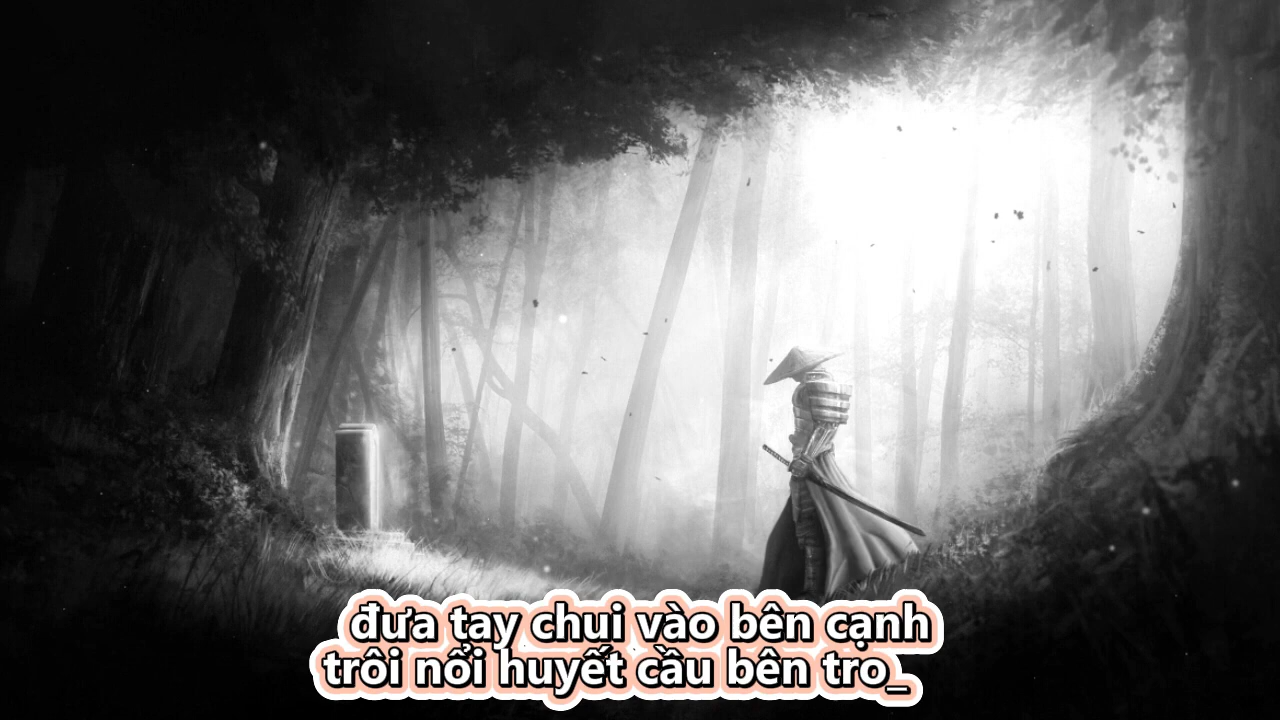 đưa tay chui vào bên cạnh
trôi nổi huyết cầu bên tro_